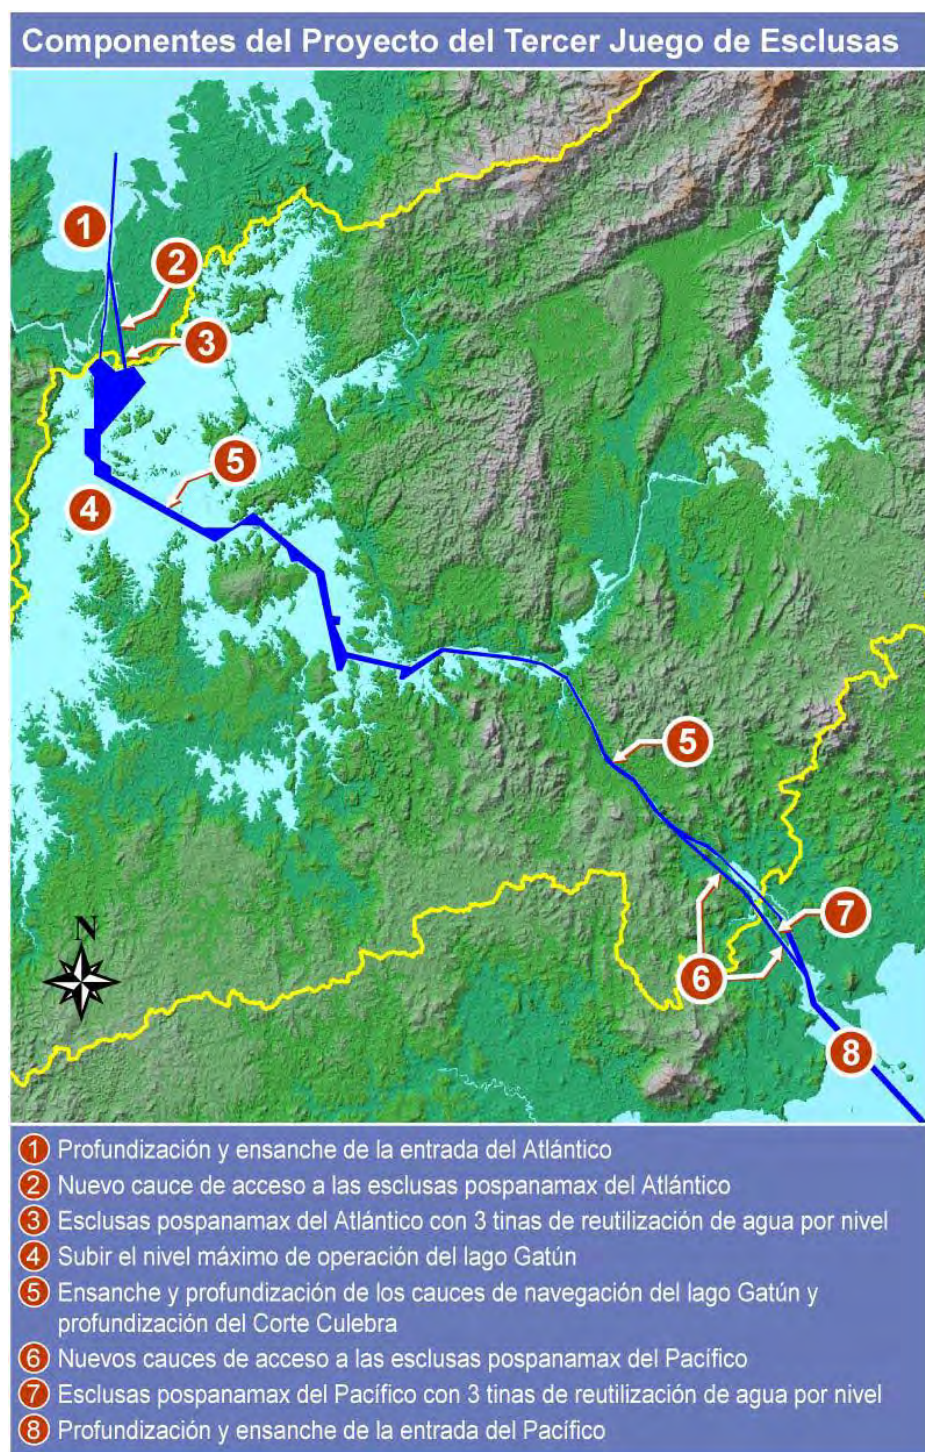 Componentes del Proyecto del Tercer Juego de Esclusas
1
2
3
5
4
5
7
6
N
8
1 Profundización y ensanche de la entrada del Atlántico
2 Nuevo cauce de acceso a las esclusas pospanamax del Atlántico
3 Esclusas pospanamax del Atlántico con 3 tinas de reutilización de agua por nivel
4 Subir el nivel máximo de operación del lago Gatún
5 Ensanche y profundización de los cauces de navegación del lago Gatún y
profundización del Corte Culebra
6 Nuevos cauces de acceso a las esclusas pospanamax del Pacífico
7 Esclusas pospanamax del Pacífico con 3 tinas de reutilización de agua por nivel
8 Profundización y ensanche de la entrada del Pacífico